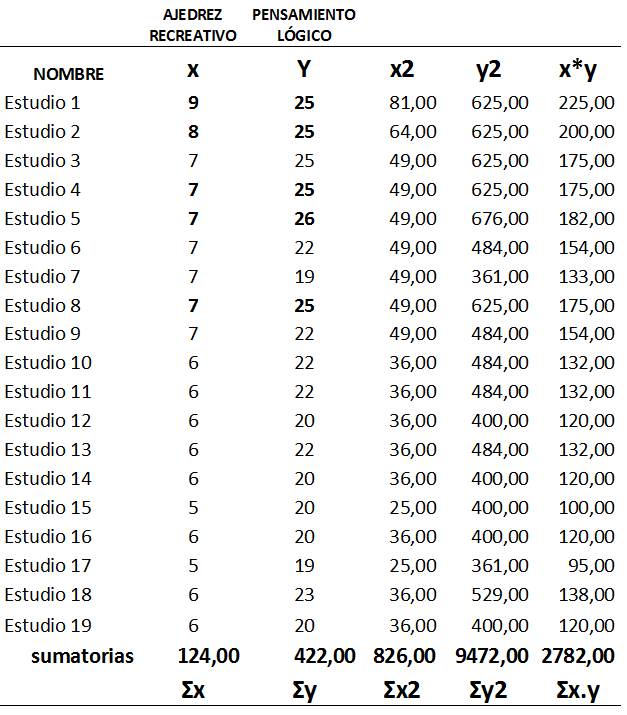 AJEDREZ PENSAMIENTO
RECREATIVO LÓGICO
NOMBRE x Y x2 y2 x*y
Estudio 1 9 25 81,00 625,00 225,00
Estudio 2 8 25 64,00 625,00 200,00
Estudio 3 7 25 49,00 625,00 175,00
Estudio 4 7 25 49,00 625,00 175,00
Estudio 5 7 26 49,00 676,00 182,00
Estudio 6 7 22 49,00 484,00 154,00
Estudio 7 7 19 49,00 361,00 133,00
Estudio 8 7 25 49,00 625,00 175,00
Estudio 9 7 22 49,00 484,00 154,00
Estudio 10 6 22 36,00 484,00 132,00
Estudio 11 6 22 36,00 484,00 132,00
Estudio 12 6 20 36,00 400,00 120,00
Estudio 13 6 22 36,00 484,00 132,00
Estudio 14 6 20 36,00 400,00 120,00
Estudio 15 5 20 25,00 400,00 100,00
Estudio 16 6 20 36,00 400,00 120,00
Estudio 17 5 19 25,00 361,00 95,00
Estudio 18 6 23 36,00 529,00 138,00
Estudio 19 6 20 36,00 400,00 120,00
sumatorias 124,00 422,00 826,00 9472,00 2782,00
Σx Σy Σx2 Σy2 Σx.y